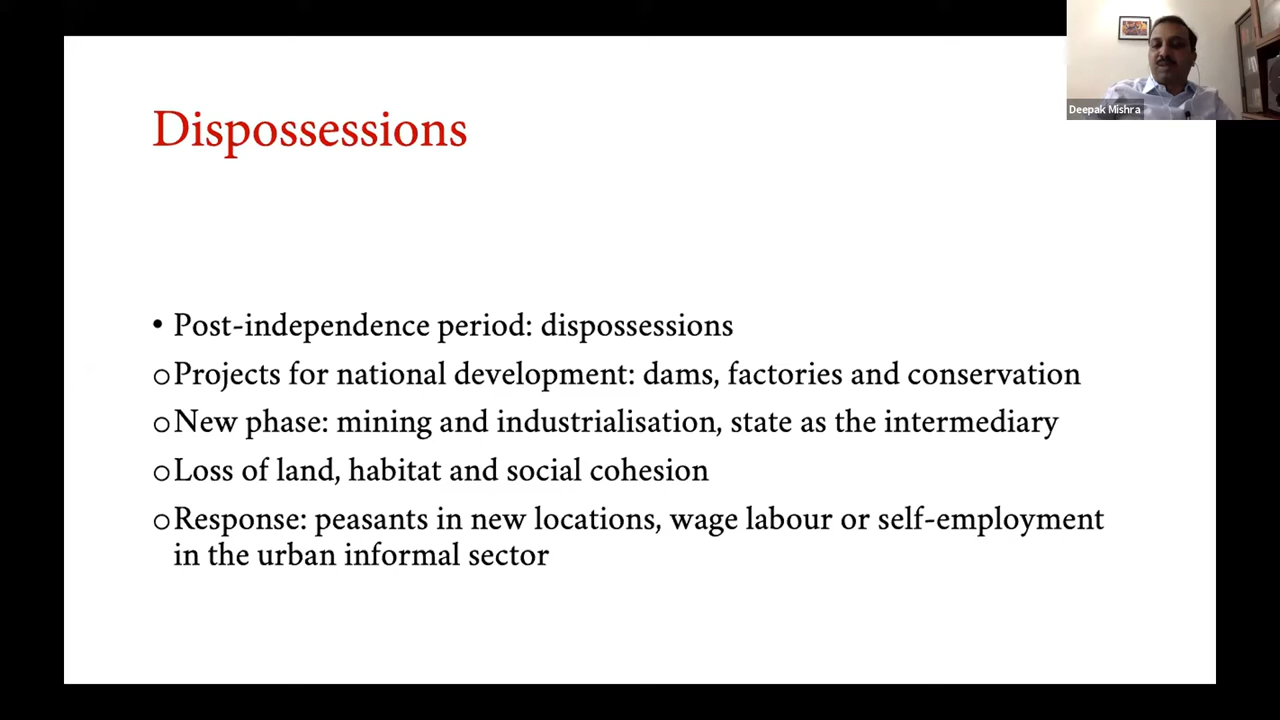 Deepak Mishra
Dispossessions
• Post-independence period: dispossessions
o Projects for national development: dams, factories and conservation
o New phase: mining and industrialisation, state as the intermediary
o Loss of land, habitat and social cohesion
o Response: peasants in new locations, wage labour or self-employment
in the urban informal sector